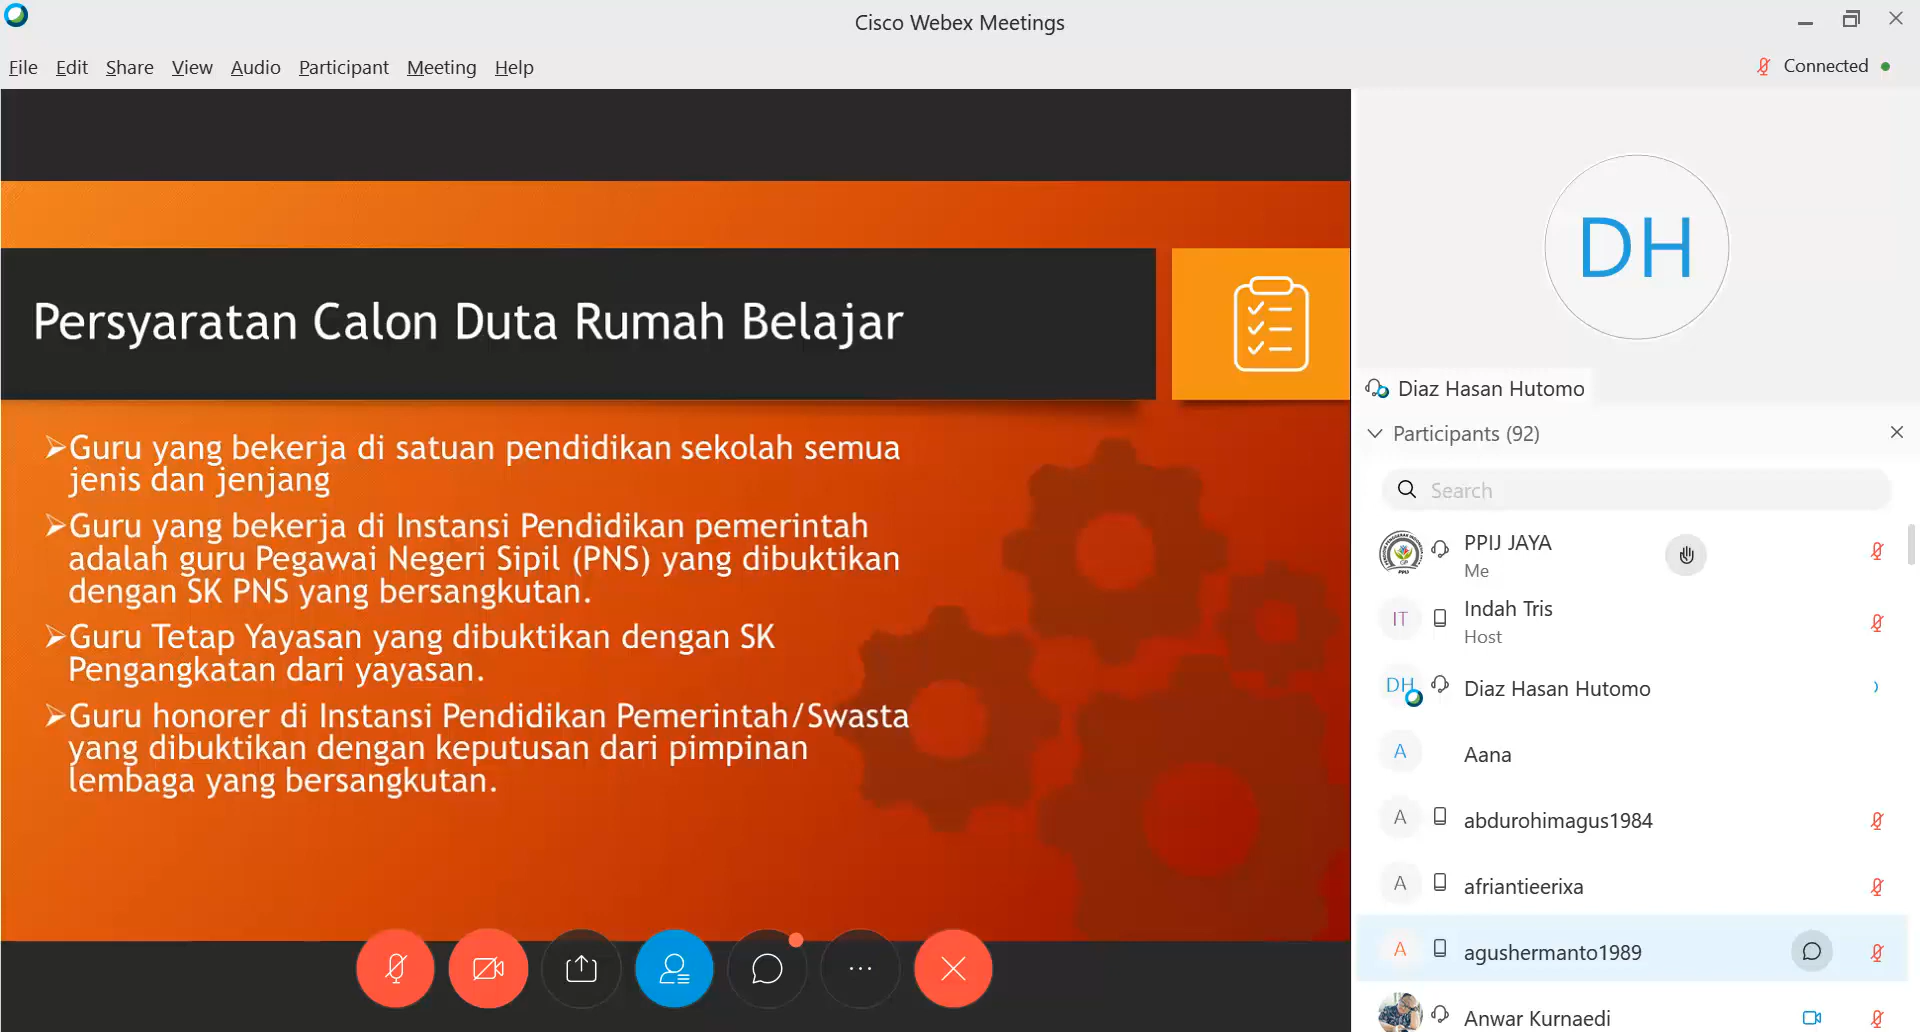 Cisco Webex Meetings
File Edit Share View Audio Participant Meeting Help
Connected
Persyaratan Calon Duta Rumah Belajar
➢Guru yang bekerja di satuan pendidikan sekolah semua
jenis dan jenjang
➢Guru yang bekerja di Instansi Pendidikan pemerintah
adalah guru Pegawai Negeri Sipil (PNS) yang dibuktikan
dengan SK PNS yang bersangkutan.
➢Guru Tetap Yayasan yang dibuktikan dengan SK
Pengangkatan dari yayasan.
➢Guru honorer di Instansi Pendidikan Pemerintah/Swasta
yang dibuktikan dengan keputusan dari pimpinan
lembaga yang bersangkutan.
DH
Diaz Hasan Hutomo
Participants (92)
Search
PPIJ JAYA
Me
IT Indah Tris
Host
DH Diaz Hasan Hutomo
A Aana
A abdurohimagus1984
A afriantieerixa
A agushermanto1989
Anwar Kurnaedi